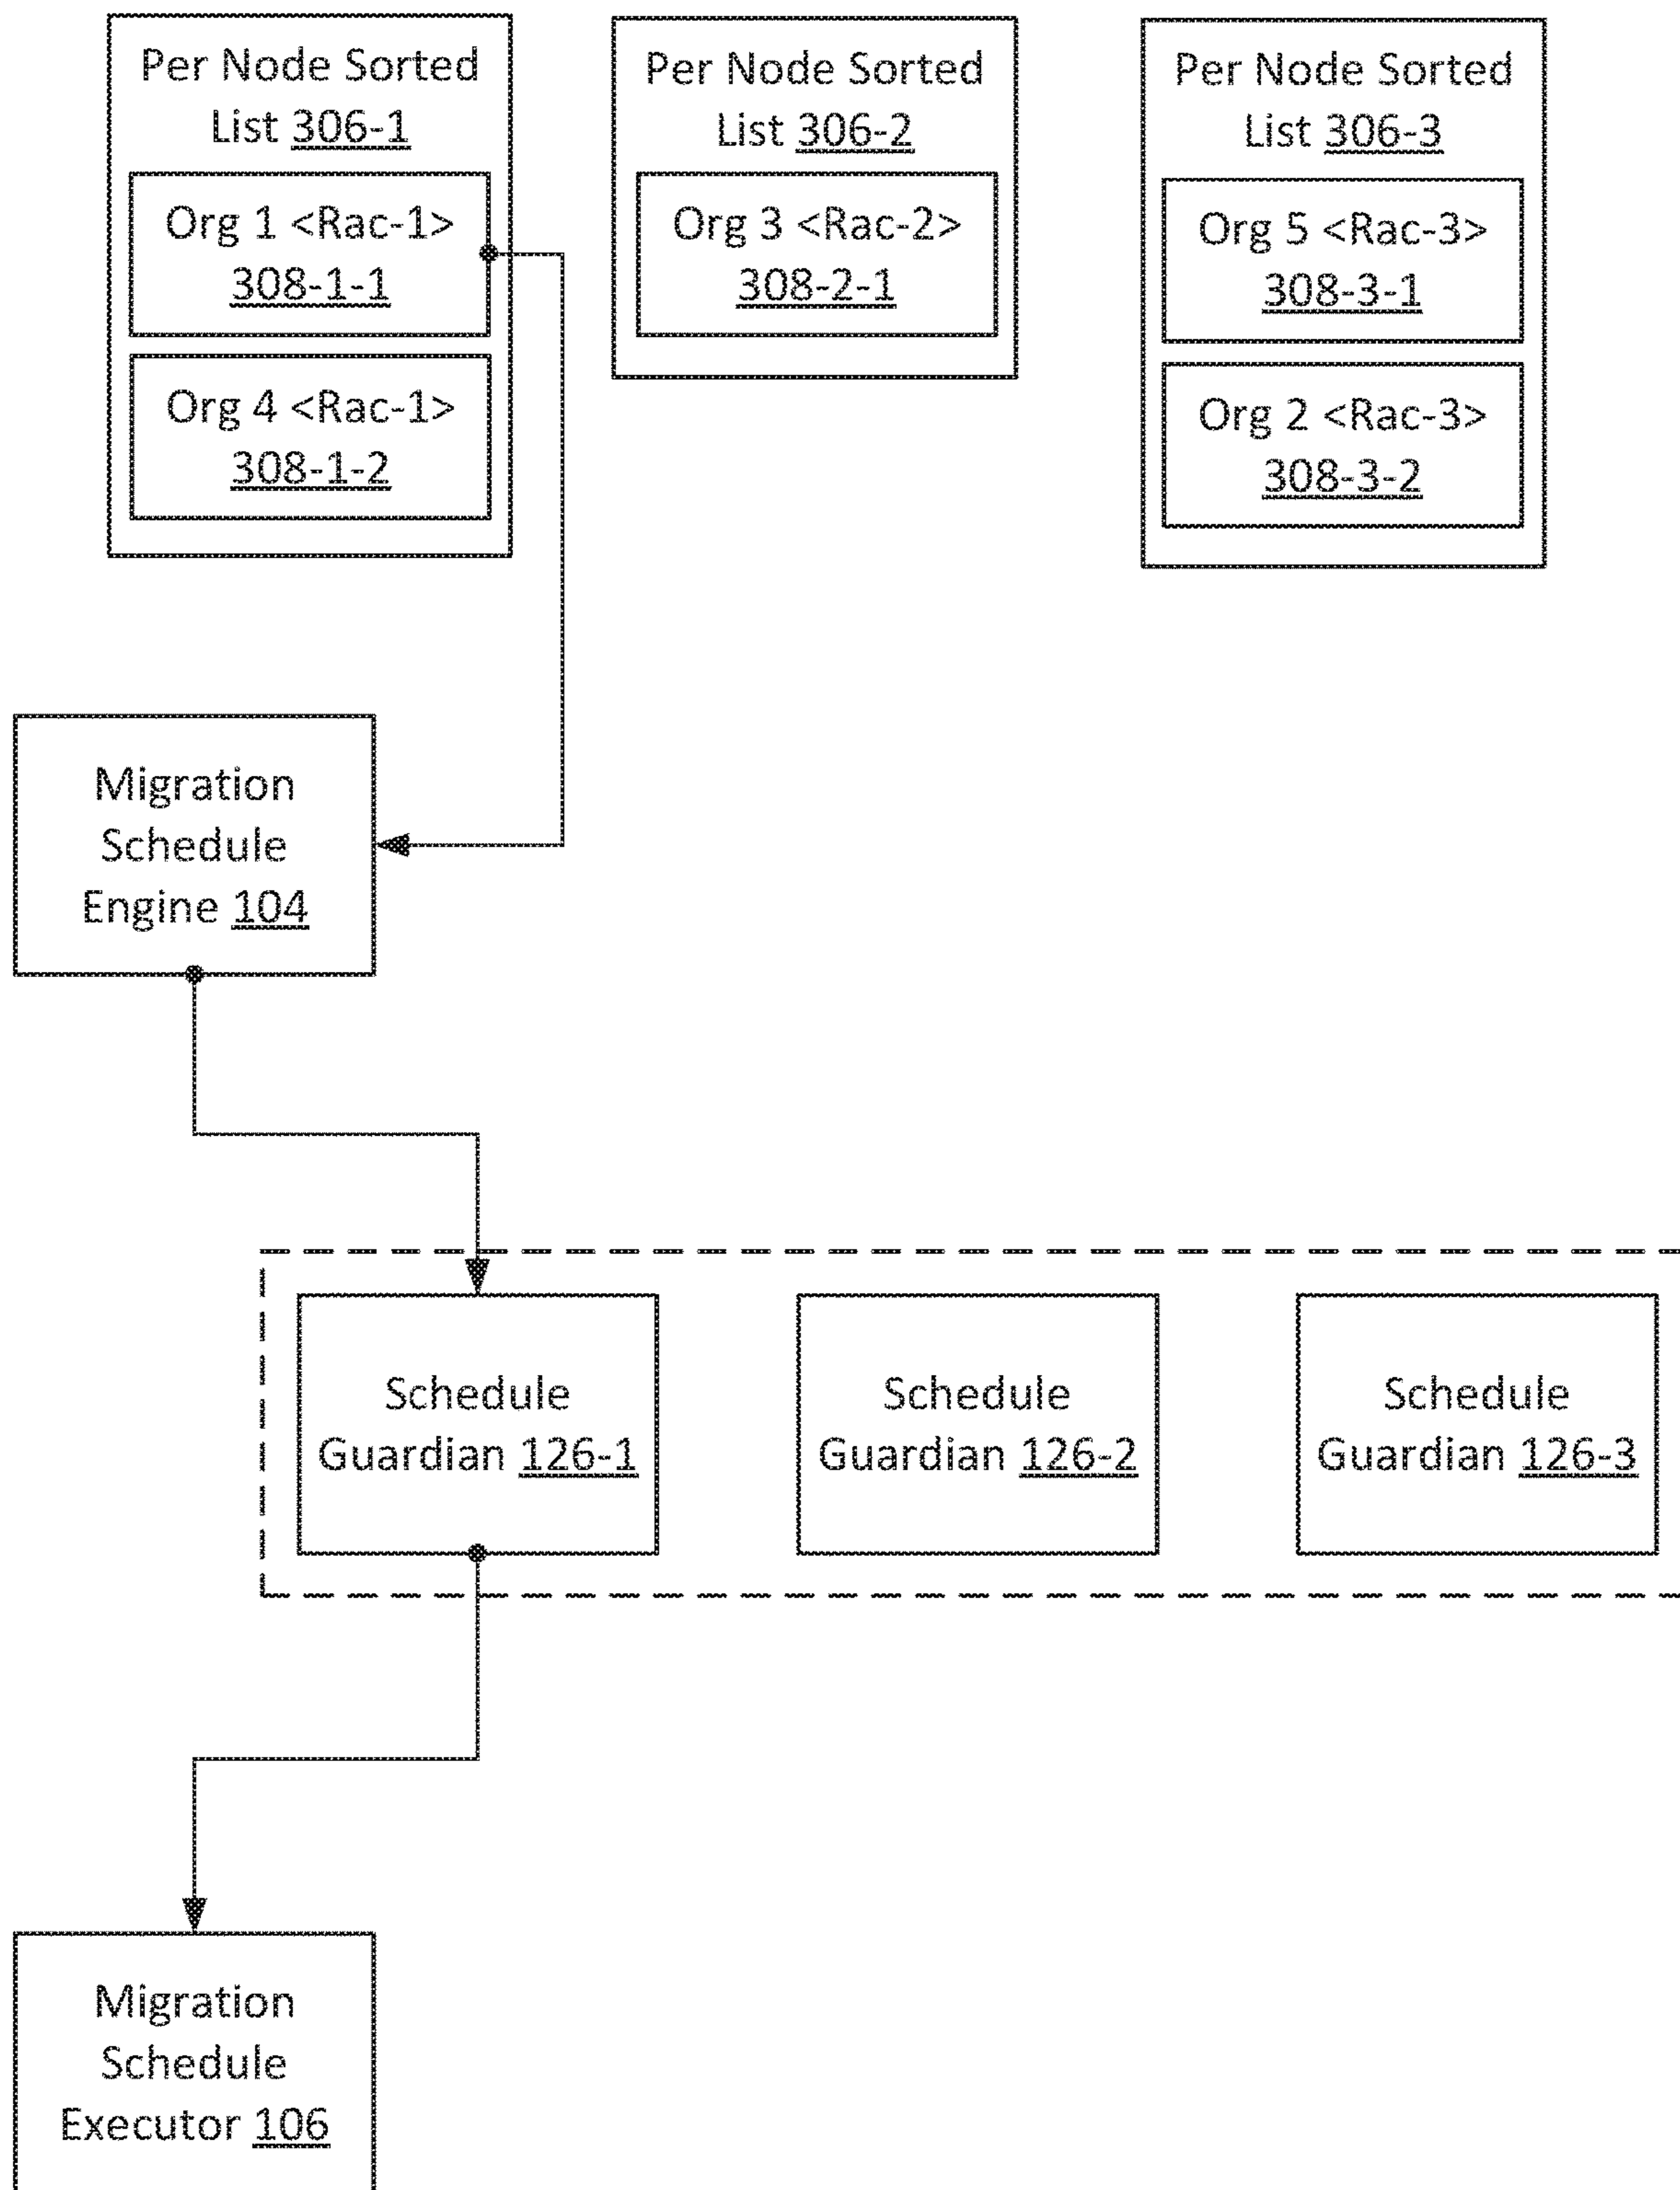 Per Node Sorted
List 306-1
Org 1 <Rac-1>
308-1-1
Org 4 <Rac-1>
308-1-2
Per Node Sorted
List 306-2
Org 3 <Rac-2>
308-2-1
Per Node Sorted
List 306-3
Org 5 <Rac-3>
308-3-1
Org 2 <Rac-3>
308-3-2
Migration
Schedule
Engine 104
Schedule
Guardian 126-1
Schedule
Guardian 126-2
Schedule
Guardian 126-3
Migration
Schedule
Executor 106